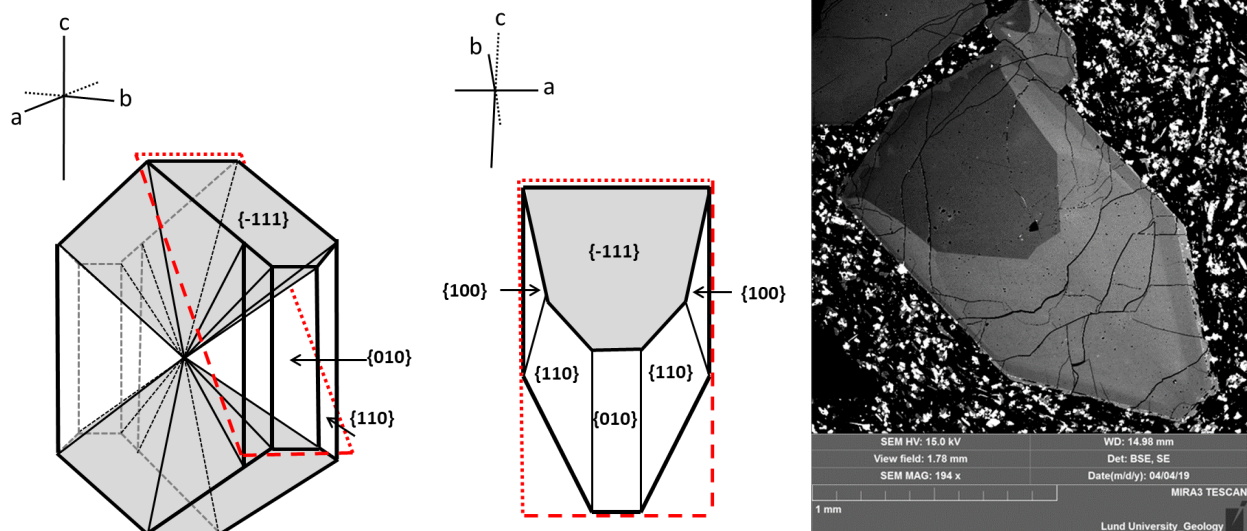 c
b
a
{-111}
{010}
{110}
b
a
{-111}
{100}
{100}
{110}
{110}
{010}
SEM HV: 15.0 kV
WD: 14.98 mm
View field: 1.78 mm
Det: BSE, SE
SEM MAG: 194 x
Date(m/d/y): 04/04/19
MIRA3 TESCAN
1 mm
Lund University_Geology